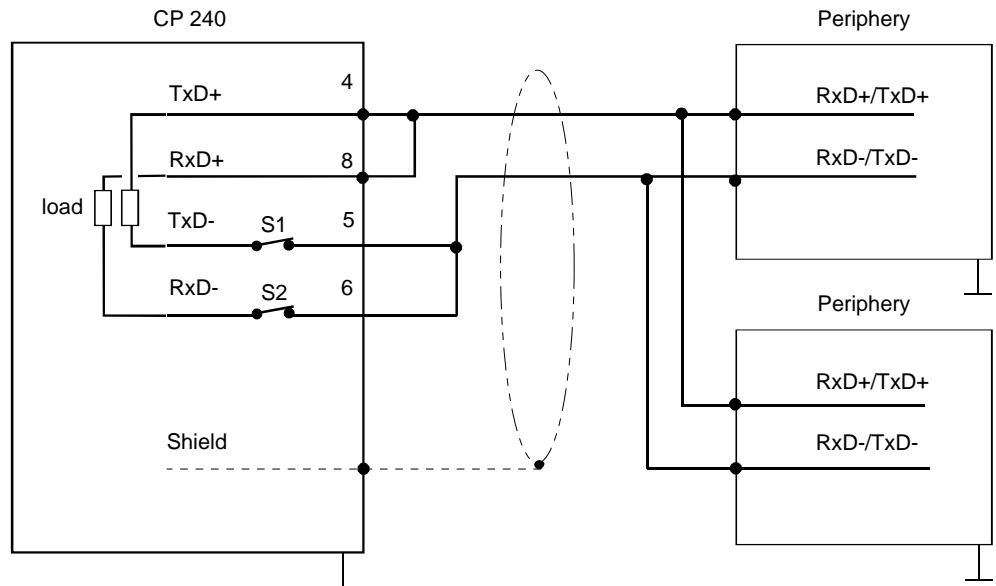 CP 240
Periphery
4
TxD+
RxD+/TxD+
8
RxD+
RxD-/TxD-
load
TxD-
S1
5
RxD-
S2
6
Periphery
RxD+/TxD+
RxD-/TxD-
Shield